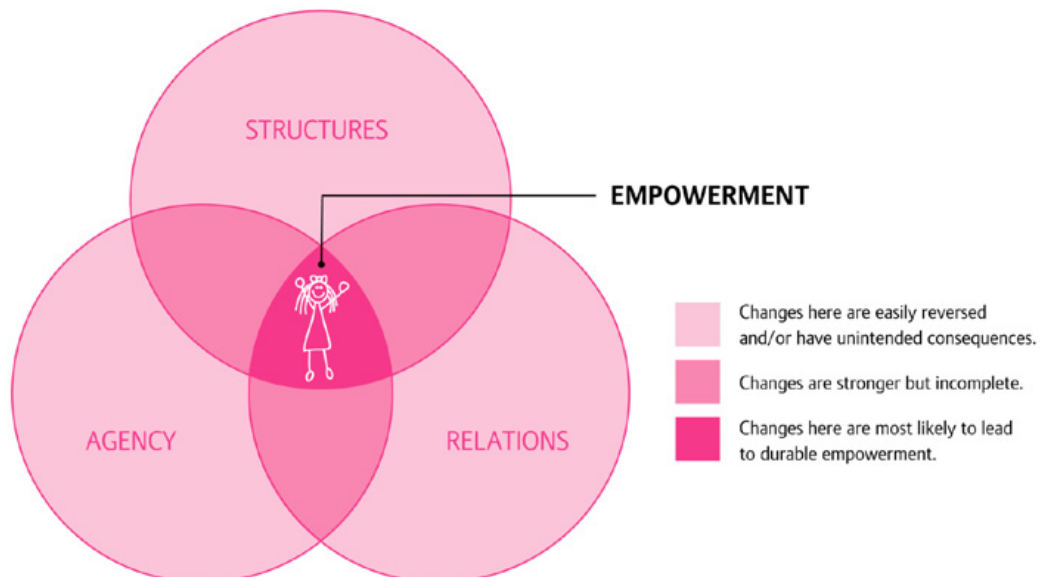 STRUCTURES
EMPOWERMENT
AGENCY
RELATIONS
Changes here are easily reversed
and/or have unintended consequences.
Changes are stronger but incomplete.
Changes here are most likely to lead
to durable empowerment.